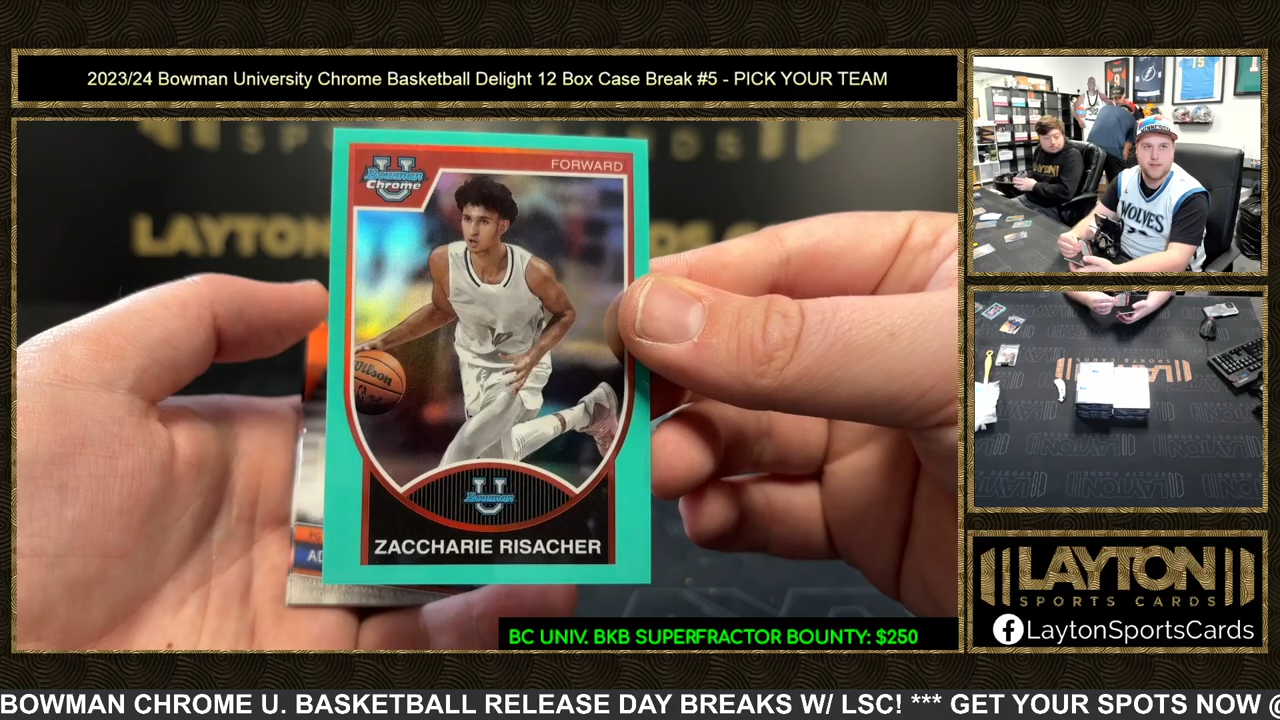 2023/24 Bowman University Chrome Basketball Delight 12 Box Case Break #5 - PICK YOUR TEAM
U
Bowman
Chrome
FORWARD
Wilson
U
Bowman
ZACCHARIE RISACHER
WOLVES
BC UNIV. BKB SUPERFRACTOR BOUNTY: $250
LAYTON
SPORTS CARDS
LaytonSportsCards
BOWMAN CHROME U. BASKETBALL RELEASE DAY BREAKS W/ LSC! *** GET YOUR SPOTS NOW @